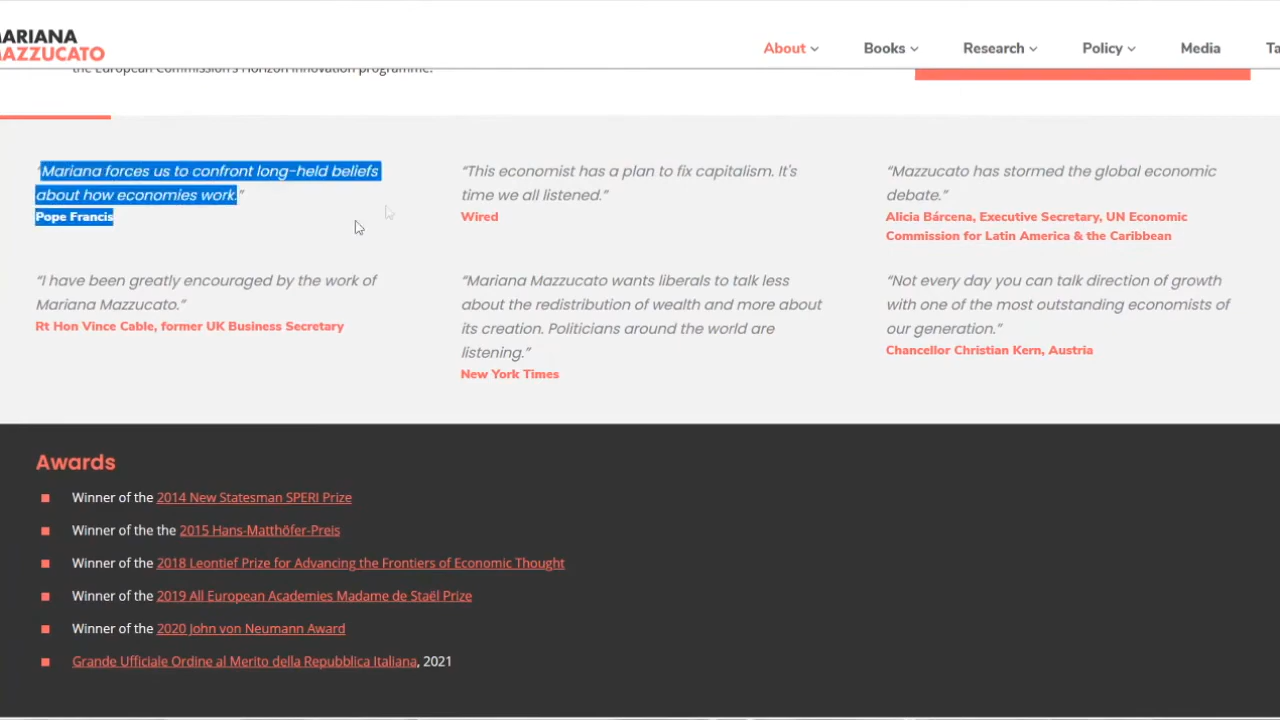 MARIANA
MAZZUCATO
About
Books
Research
Policy
Media
the European Commission's Horizon Innovation programme.
“Mariana forces us to confront long-held beliefs
about how economies work.”
Pope Francis
“This economist has a plan to fix capitalism. It's
time we all listened.”
Wired
“Mazzucato has stormed the global economic
debate.”
Alicia Bárcena, Executive Secretary, UN Economic
Commission for Latin America & the Caribbean
“I have been greatly encouraged by the work of
Mariana Mazzucato.”
Rt Hon Vince Cable, former UK Business Secretary
“Mariana Mazzucato wants liberals to talk less
about the redistribution of wealth and more about
its creation. Politicians around the world are
listening.”
New York Times
“Not every day you can talk direction of growth
with one of the most outstanding economists of
our generation.”
Chancellor Christian Kern, Austria
Awards
Winner of the 2014 New Statesman SPERI Prize
Winner of the the 2015 Hans-Matthöfer-Preis
Winner of the 2018 Leontief Prize for Advancing the Frontiers of Economic Thought
Winner of the 2019 All European Academies Madame de Staël Prize
Winner of the 2020 John von Neumann Award
Grande Ufficiale Ordine al Merito della Repubblica Italiana, 2021